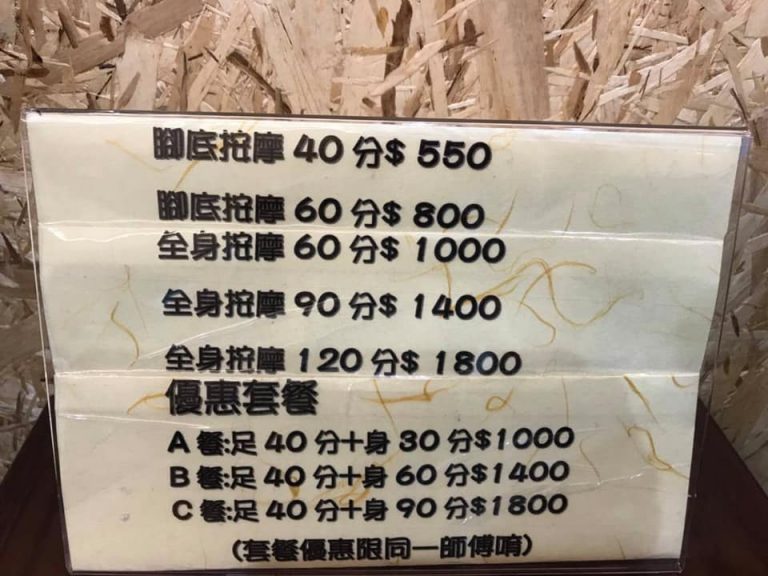 腳底按摩 40 分$ 550
腳底按摩 60 分$ 800
全身按摩 60 分$ 1000
全身按摩 90 分$ 1400
全身按摩 120 分$ 1800
優惠套餐
A 餐:足 40 分十身 30 分$1000
B 餐:足 40 分十身 60 分$1400
C 餐:足 40 分十身 90 分$1800
(套餐優惠限同一師傅唷)